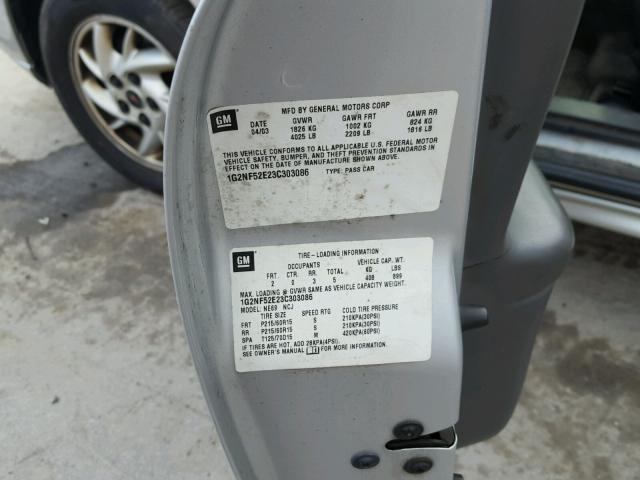 GM
MFD BY GENERAL MOTORS CORP
DATE GVWR GAWR FRT GAWR RR
04/03 1826 KG 1002 KG 824 KG
4025 LB 2209 LB 1816 LB
THIS VEHICLE CONFORMS TO ALL APPLICABLE U.S. FEDERAL MOTOR
VEHICLE SAFETY, BUMPER, AND THEFT PREVENTION STANDARDS IN
EFFECT ON THE DATE OF MANUFACTURE SHOWN ABOVE.
1G2NF52E23C303086 TYPE: PASS CAR
GM
TIRE-LOADING INFORMATION
OCCUPANTS VEHICLE CAP. WT.
FRT. CTR. RR. TOTAL KG LBS
2 0 3 5 408 899
MAX. LOADING @ GVWR SAME AS VEHICLE CAPACITY WEIGHT.
1G2NF52E23C303086
MODEL: NE69 NCJ
TIRE SIZE SPEED RTG COLD TIRE PRESSURE
FRT P215/60R15 S 210KPA(30PSI)
RR P215/60R15 S 210KPA(30PSI)
SPA T125/70D15 M 420KPA(60PSI)
IF TIRES ARE HOT, ADD 28KPA(4PSI).
SEE OWNER'S MANUAL FOR MORE INFORMATION.